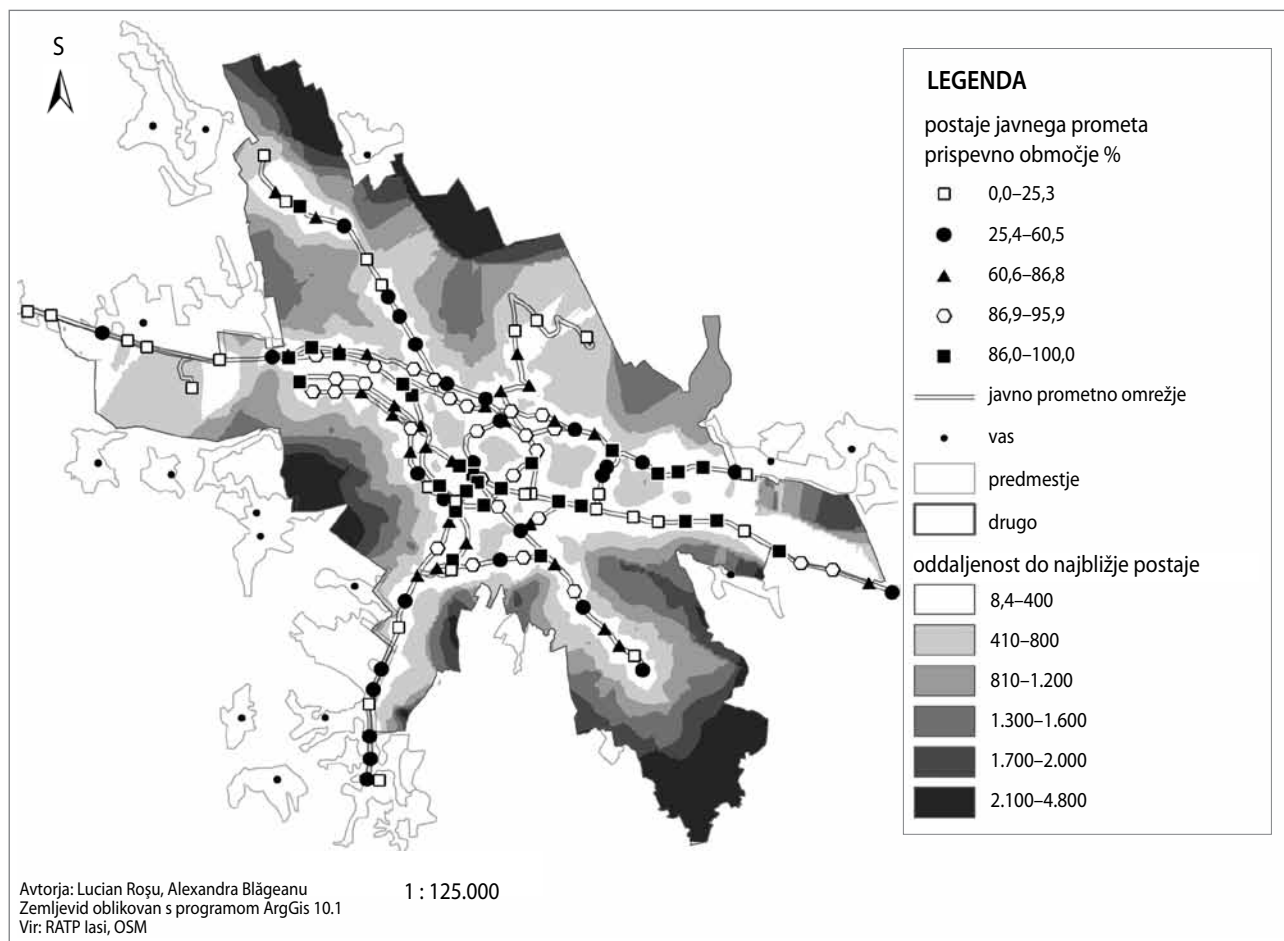 S
LEGENDA
postaje javnega prometa
prispevno območje %
0,0–25,3
25,4–60,5
60,6–86,8
86,9–95,9
86,0–100,0
javno prometno omrežje
vas
predmestje
drugo
oddaljenost do najbližje postaje
8,4–400
410–800
810–1.200
1.300–1.600
1.700–2.000
2.100–4.800
Avtorja: Lucian Roşu, Alexandra Blăgeanu
Zemljevid oblikovan s programom ArgGis 10.1
Vir: RATP Iasi, OSM
1 : 125.000